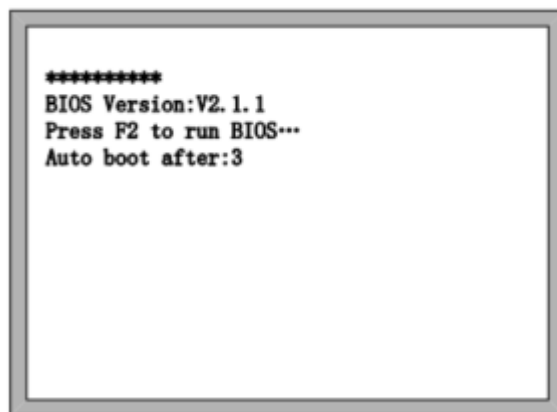 **********
BIOS Version:V2.1.1
Press F2 to run BIOS…
Auto boot after:3